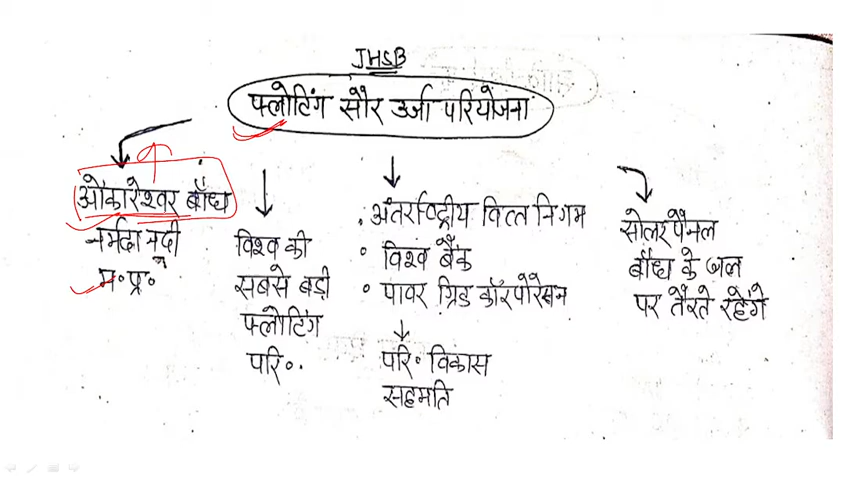 JHSB
फ्लोटिंग सौर उर्जा परियोजना
ओंकारेश्वर बाँध
नर्मदा नदी
म॰प्र॰
विश्व की
सबसे बड़ी
फ्लोटिंग
परि॰
अंतर्राष्ट्रीय वित्त निगम
विश्व बैंक
पावर ग्रिड कॉरपोरेसन
परि॰ विकास
सहमति
सोलर पैनल
बाँध के जल
पर तैरते रहेंगे